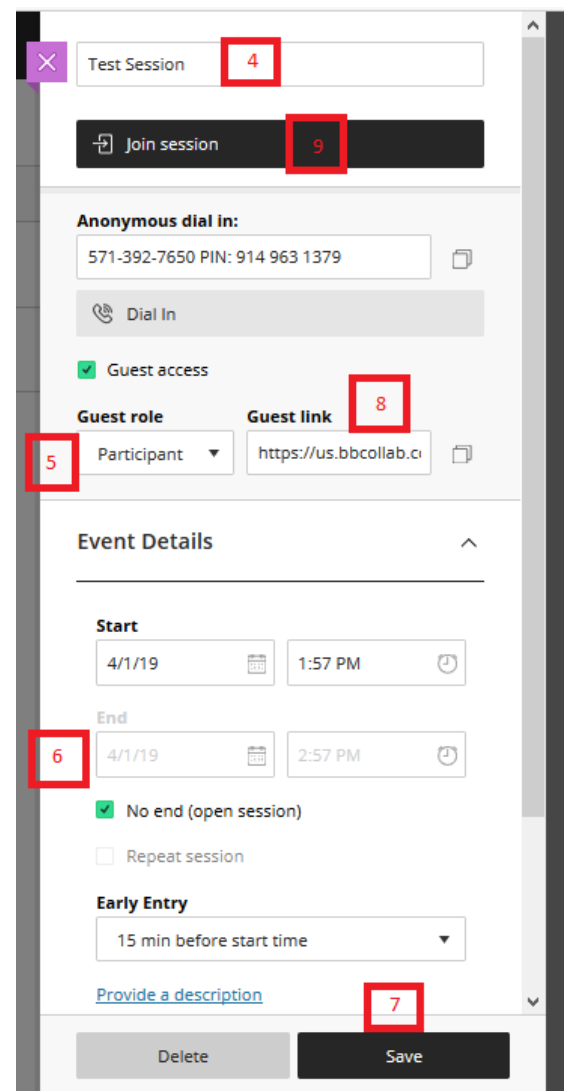 Test Session 4
Join session 9
Anonymous dial in:
571-392-7650 PIN: 914 963 1379
Dial In
Guest access
8
Guest role Guest link
5 Participant https://us.bbcollab.c
Event Details
Start
4/1/19 1:57 PM
End
6 4/1/19 2:57 PM
No end (open session)
Repeat session
Early Entry
15 min before start time
Provide a description
7
Delete Save